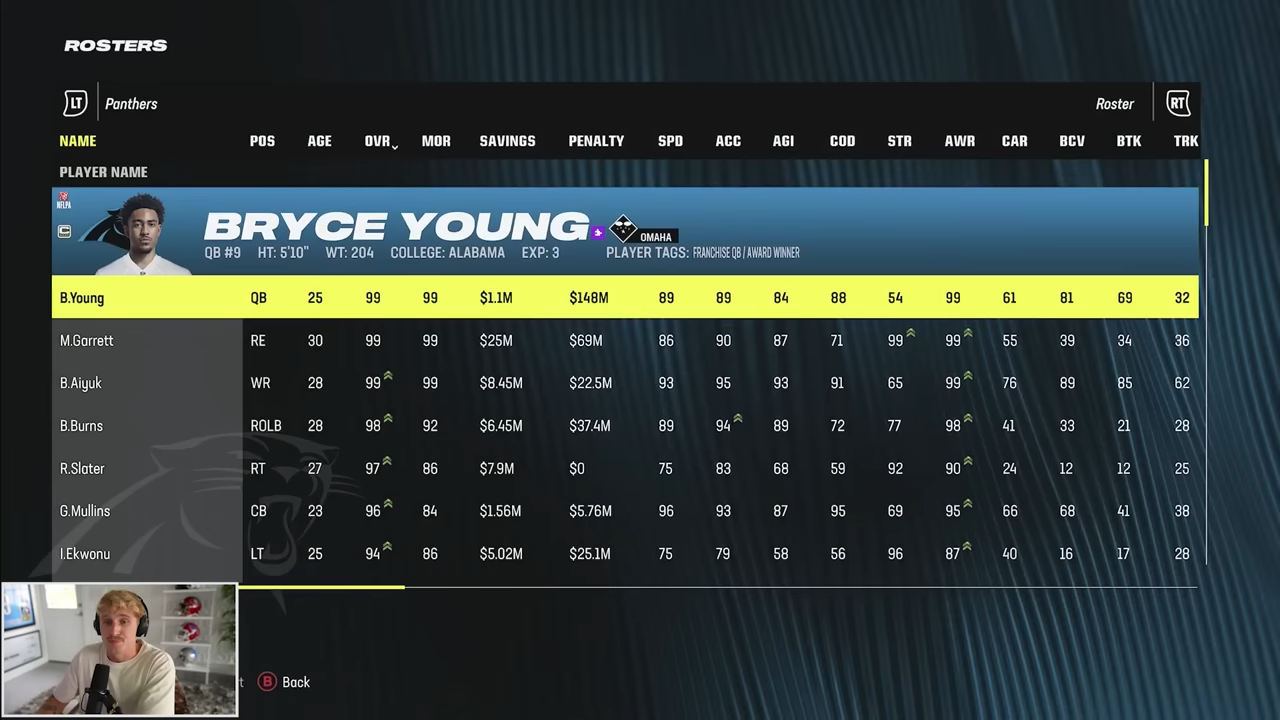 ROSTERS
LT Panthers Roster RT
NAME POS AGE OVR MOR SAVINGS PENALTY SPD ACC AGI COD STR AWR CAR BCV BTK TRK
PLAYER NAME
NFLPA
C
BRYCE YOUNG OMAHA
QB #9 HT: 5'10" WT: 204 COLLEGE: ALABAMA EXP: 3 PLAYER TAGS: FRANCHISE QB / AWARD WINNER
B.Young QB 25 99 99 $1.1M $148M 89 89 84 88 54 99 61 81 69 32
M.Garrett RE 30 99 99 $25M $69M 86 90 87 71 99 99 55 39 34 36
B.Aiyuk WR 28 99 99 $8.45M $22.5M 93 95 93 91 65 99 76 89 85 62
B.Burns ROLB 28 98 92 $6.45M $37.4M 89 94 89 72 77 98 41 33 21 28
R.Slater RT 27 97 86 $7.9M $0 75 83 68 59 92 90 24 12 12 25
G.Mullins CB 23 96 84 $1.56M $5.76M 96 93 87 95 69 95 66 68 41 38
I.Ekwonu LT 25 94 86 $5.02M $25.1M 75 79 58 56 96 87 40 16 17 28
t B Back